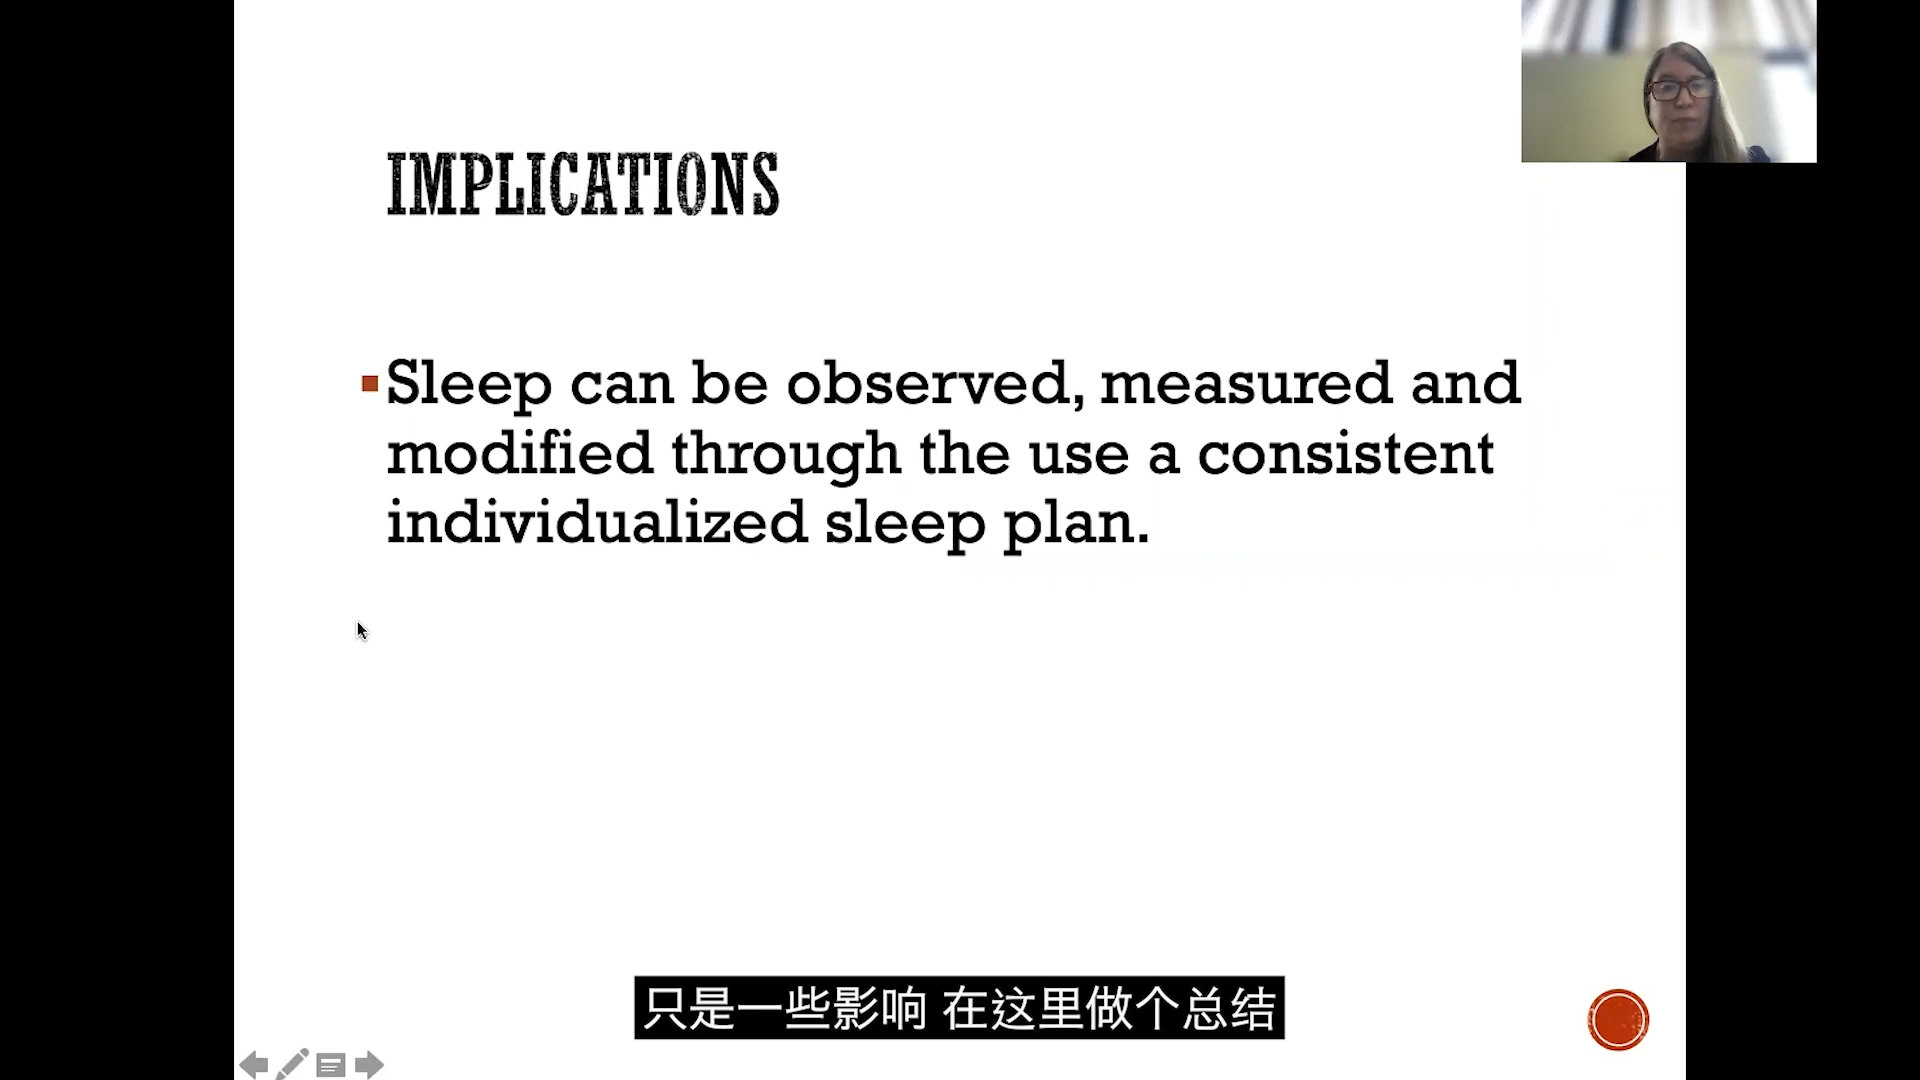 IMPLICATIONS
Sleep can be observed, measured and
modified through the use a consistent
individualized sleep plan.
只是一些影响 在这里做个总结